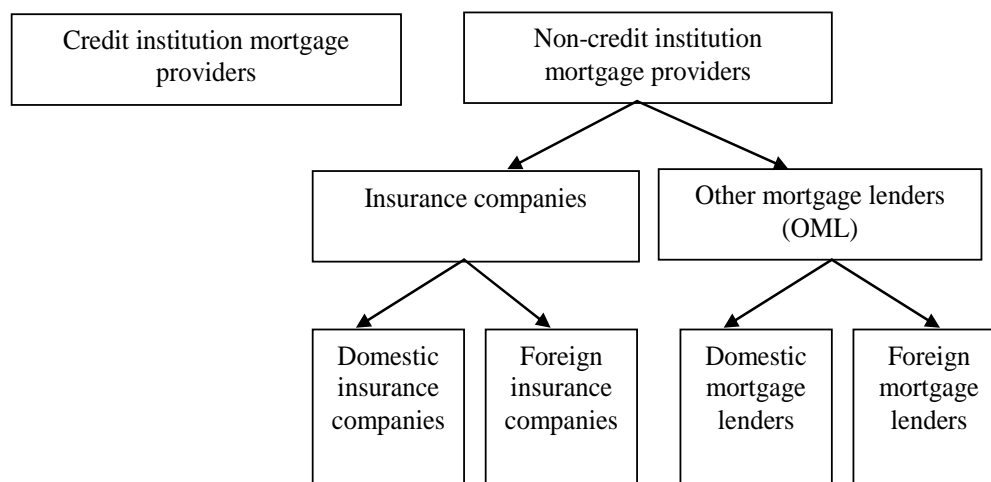 Credit institution mortgage
providers
Non-credit institution
mortgage providers
Insurance companies
Other mortgage lenders
(OML)
Domestic
insurance
companies
Foreign
insurance
companies
Domestic
mortgage
lenders
Foreign
mortgage
lenders